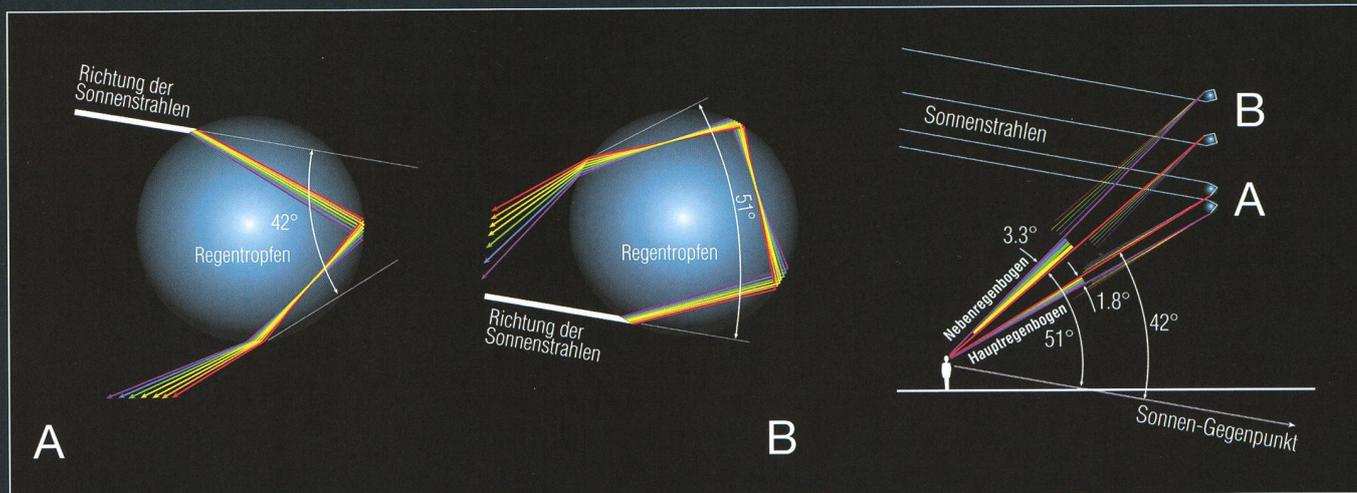 Richtung der
Sonnenstrahlen
42°
Regentropfen
A
51°
Regentropfen
Richtung der
Sonnenstrahlen
B
Sonnenstrahlen
B
A
3.3°
Nebenregenbogen
Hauptregenbogen
1.8°
51°
42°
Sonnen-Gegenpunkt